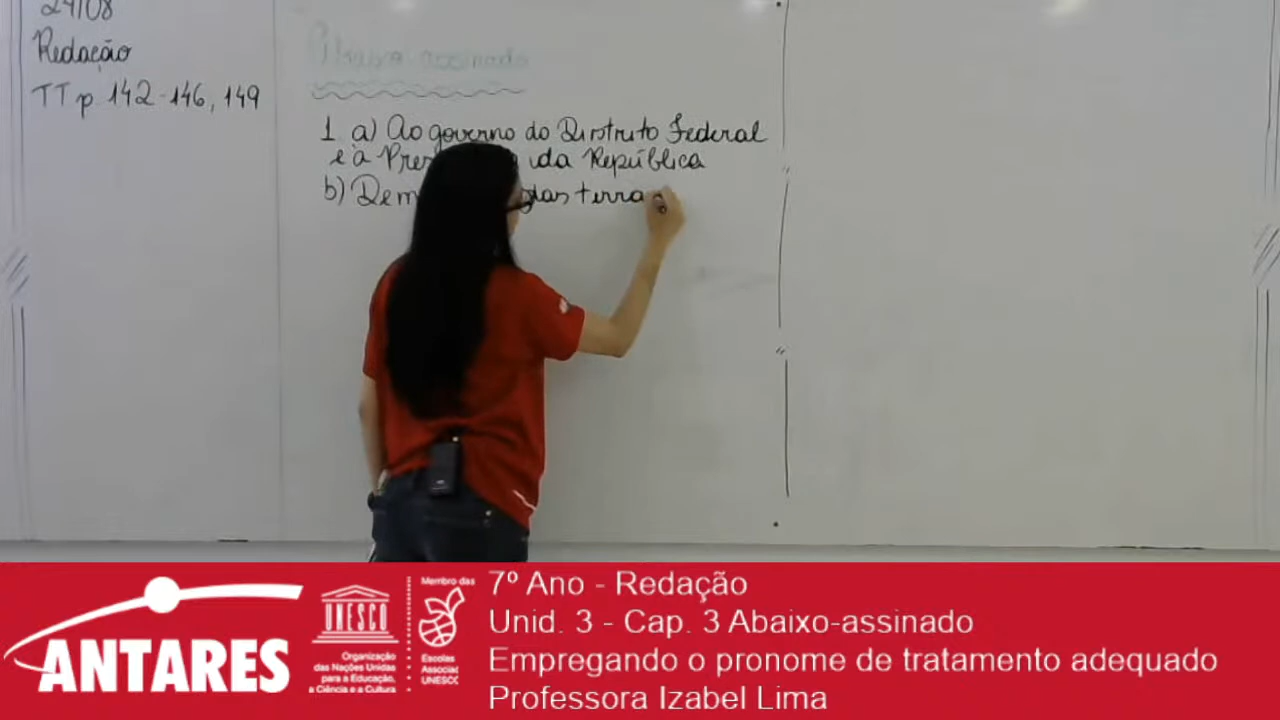 24/08
Redação
TT p. 142-146, 149
Abaixo-assinado
1 a) Ao governo do Distrito Federal
e à da República
b) das terra
ANTARES
UNESCO
Organização
das Nações Unidas
para a Educação,
a Ciência e a Cultura
Membro das
Escolas
UNESCO
7º Ano - Redação
Unid. 3 - Cap. 3 Abaixo-assinado
Empregando o pronome de tratamento adequado
Professora Izabel Lima